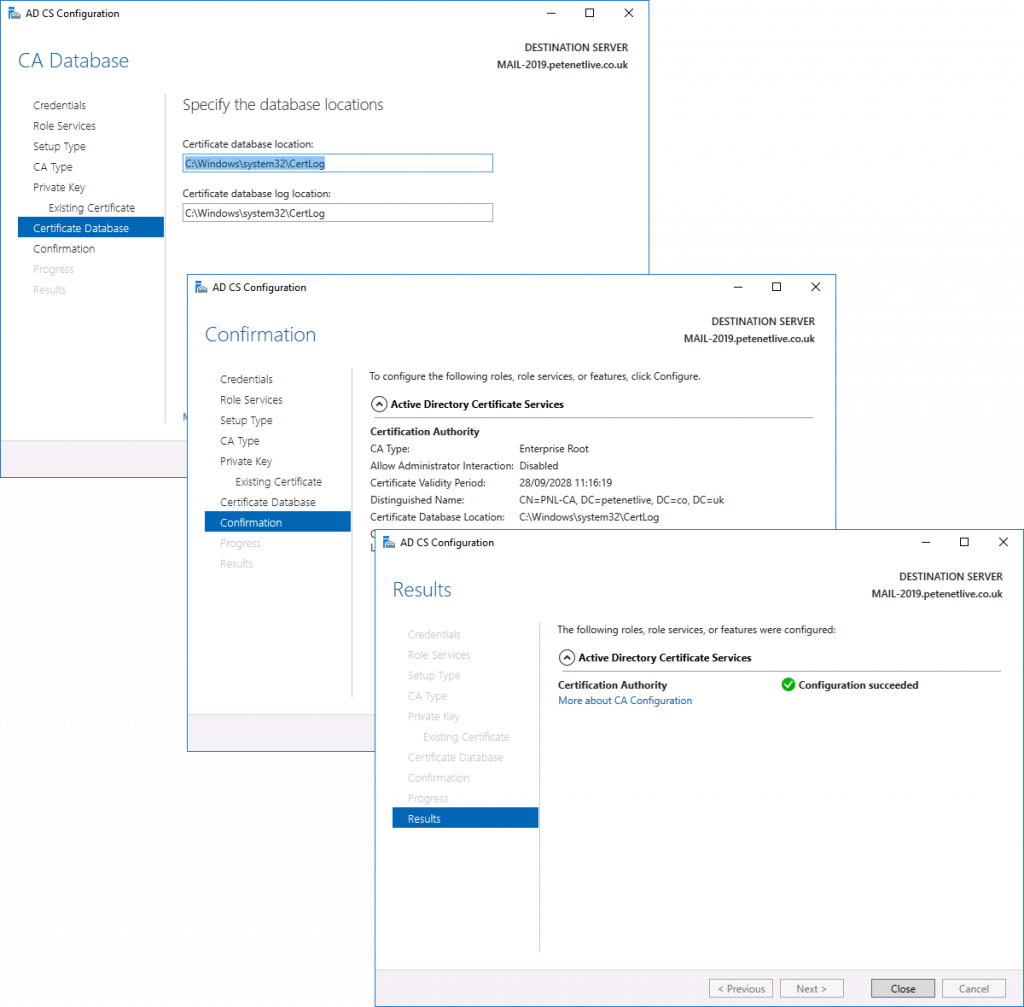 AD CS Configuration
CA Database
DESTINATION SERVER
MAIL-2019.petenetlive.co.uk
Credentials
Role Services
Setup Type
CA Type
Private Key
Existing Certificate
Certificate Database
Confirmation
Progress
Results
Specify the database locations
Certificate database location:
C:\Windows\system32\CertLog
Certificate database log location:
C:\Windows\system32\CertLog
AD CS Configuration
Confirmation
DESTINATION SERVER
MAIL-2019.petenetlive.co.uk
Credentials
Role Services
Setup Type
CA Type
Private Key
Existing Certificate
Certificate Database
Confirmation
Progress
Results
To configure the following roles, role services, or features, click Configure.
Active Directory Certificate Services
Certification Authority
CA Type: Enterprise Root
Allow Administrator Interaction: Disabled
Certificate Validity Period: 28/09/2028 11:16:19
Distinguished Name: CN=PNL-CA, DC=petenetlive, DC=co, DC=uk
Certificate Database Location: C:\Windows\system32\CertLog
AD CS Configuration
Results
DESTINATION SERVER
MAIL-2019.petenetlive.co.uk
Credentials
Role Services
Setup Type
CA Type
Private Key
Existing Certificate
Certificate Database
Confirmation
Progress
Results
The following roles, role services, or features were configured:
Active Directory Certificate Services
Certification Authority Configuration succeeded
More about CA Configuration
< Previous Next > Close Cancel